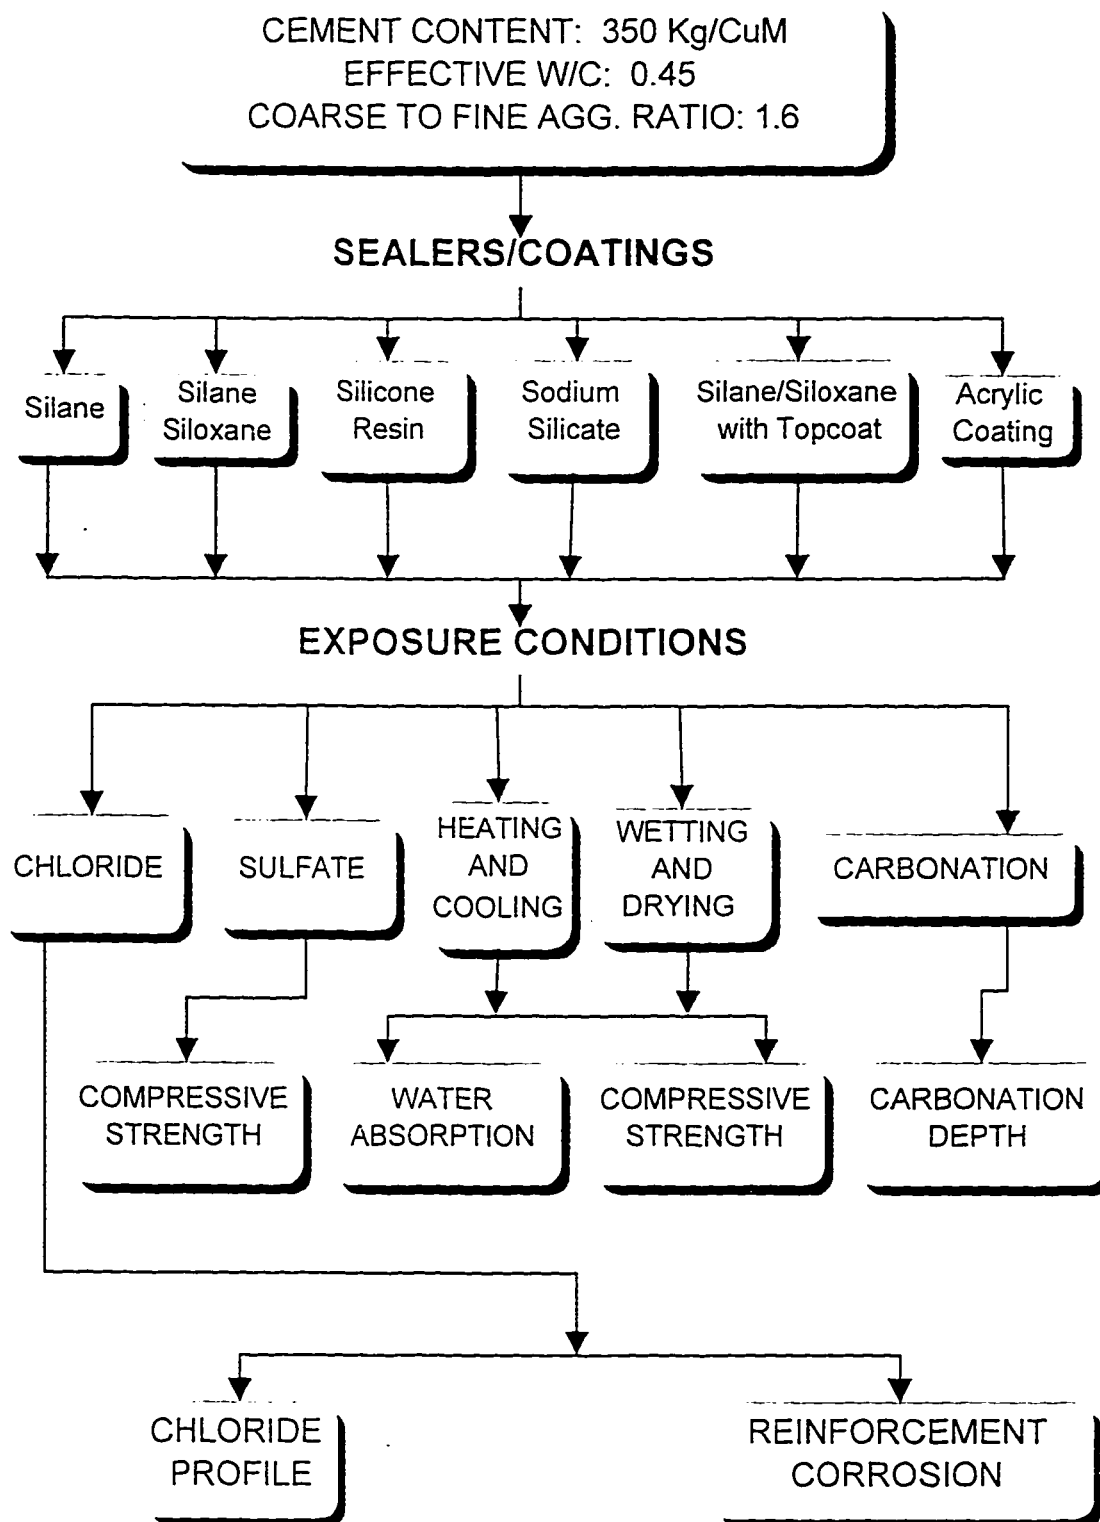 CEMENT CONTENT: 350 Kg/CuM
EFFECTIVE W/C: 0.45
COARSE TO FINE AGG. RATIO: 1.6
SEALERS/COATINGS
Silane
Silane
Siloxane
Silicone
Resin
Sodium
Silicate
Silane/Siloxane
with Topcoat
Acrylic
Coating
EXPOSURE CONDITIONS
CHLORIDE
SULFATE
HEATING
AND
COOLING
WETTING
AND
DRYING
CARBONATION
COMPRESSIVE
STRENGTH
WATER
ABSORPTION
COMPRESSIVE
STRENGTH
CARBONATION
DEPTH
CHLORIDE
PROFILE
REINFORCEMENT
CORROSION